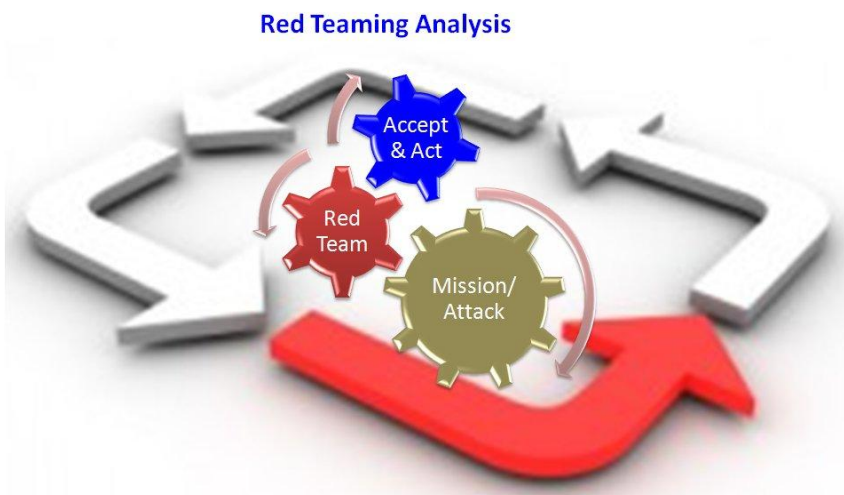 Red Teaming Analysis
Accept
& Act
Red
Team
Mission/
Attack